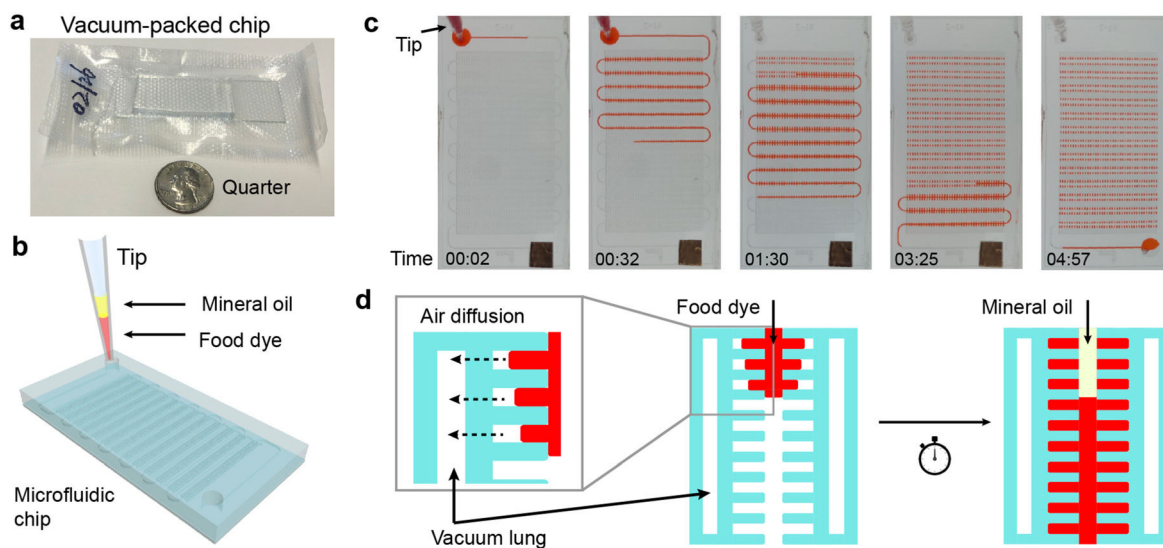 a
Vacuum-packed chip
Quarter
b
Tip
Mineral oil
Food dye
Microfluidic
chip
c
Tip
Time
00:02
00:32
01:30
03:25
04:57
d
Air diffusion
Food dye
Mineral oil
Vacuum lung